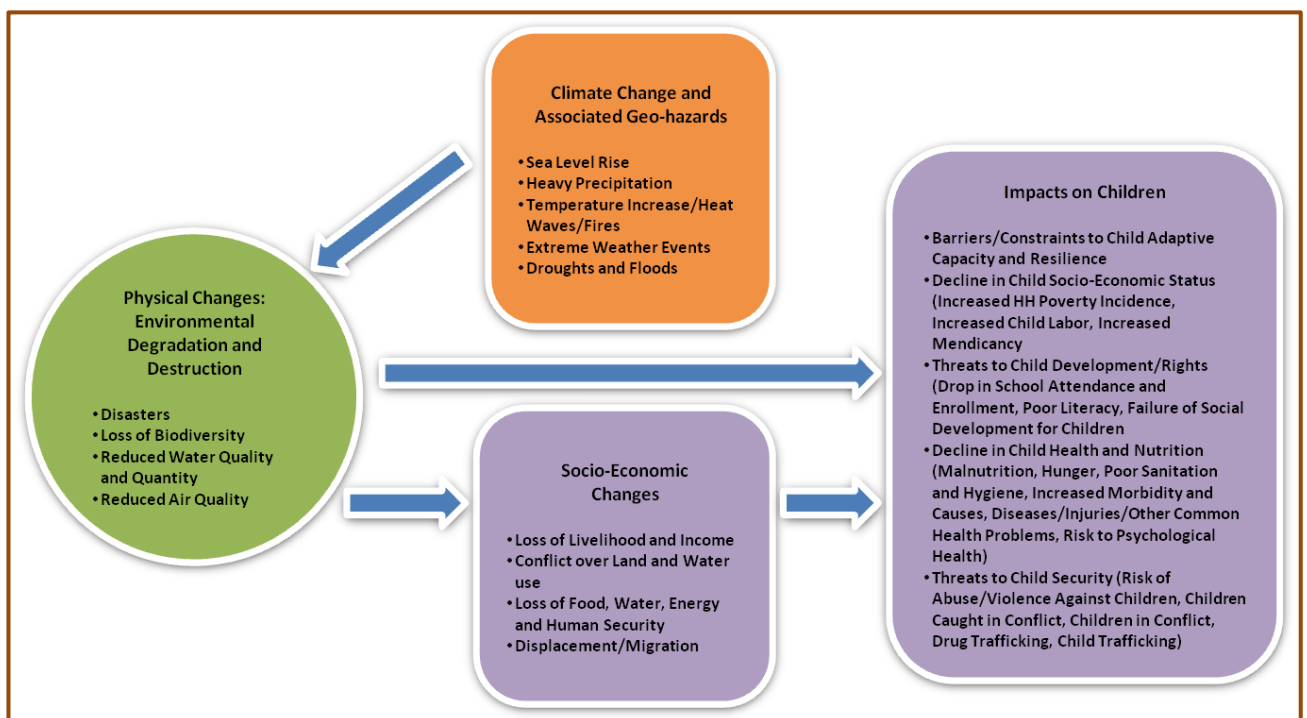 Climate Change and
Associated Geo-hazards
• Sea Level Rise
• Heavy Precipitation
• Temperature Increase/Heat
Waves/Fires
• Extreme Weather Events
• Droughts and Floods
Physical Changes:
Environmental
Degradation and
Destruction
• Disasters
• Loss of Biodiversity
• Reduced Water Quality
and Quantity
• Reduced Air Quality
Socio-Economic
Changes
• Loss of Livelihood and Income
• Conflict over Land and Water
use
• Loss of Food, Water, Energy
and Human Security
• Displacement/Migration
Impacts on Children
• Barriers/Constraints to Child Adaptive
Capacity and Resilience
• Decline in Child Socio-Economic Status
(Increased HH Poverty Incidence,
Increased Child Labor, Increased
Mendicancy
• Threats to Child Development/Rights
(Drop in School Attendance and
Enrollment, Poor Literacy, Failure of Social
Development for Children
• Decline in Child Health and Nutrition
(Malnutrition, Hunger, Poor Sanitation
and Hygiene, Increased Morbidity and
Causes, Diseases/Injuries/Other Common
Health Problems, Risk to Psychological
Health)
• Threats to Child Security (Risk of
Abuse/Violence Against Children, Children
Caught in Conflict, Children in Conflict,
Drug Trafficking, Child Trafficking)